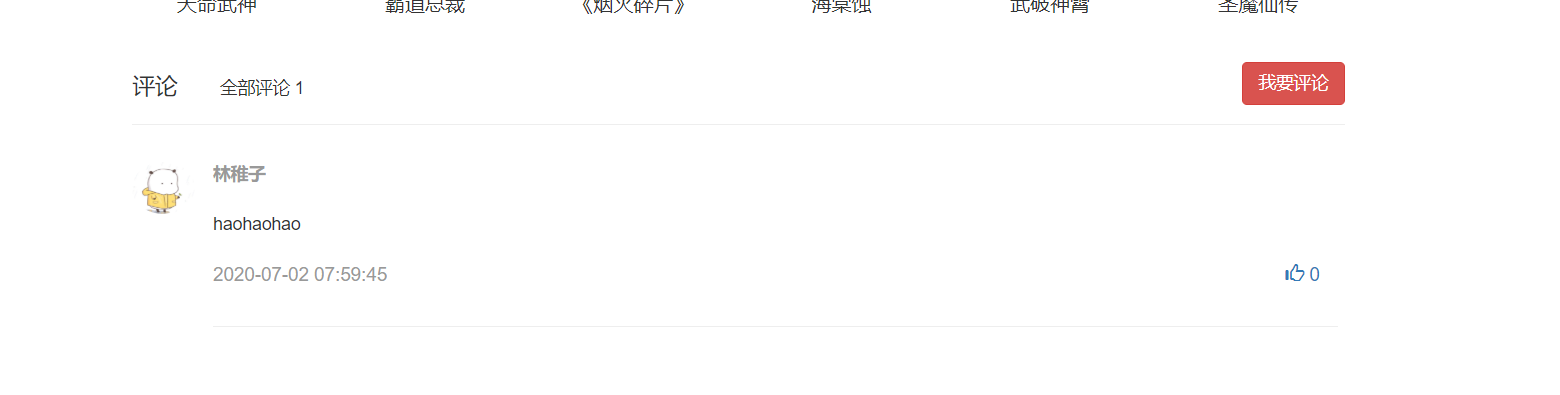 天命武神 霸道总裁 《烟火碎片》 海棠蚀 武破神霄 圣魔仙传
评论 全部评论 1 我要评论
林稚子
haohaohao
2020-07-02 07:59:45 0